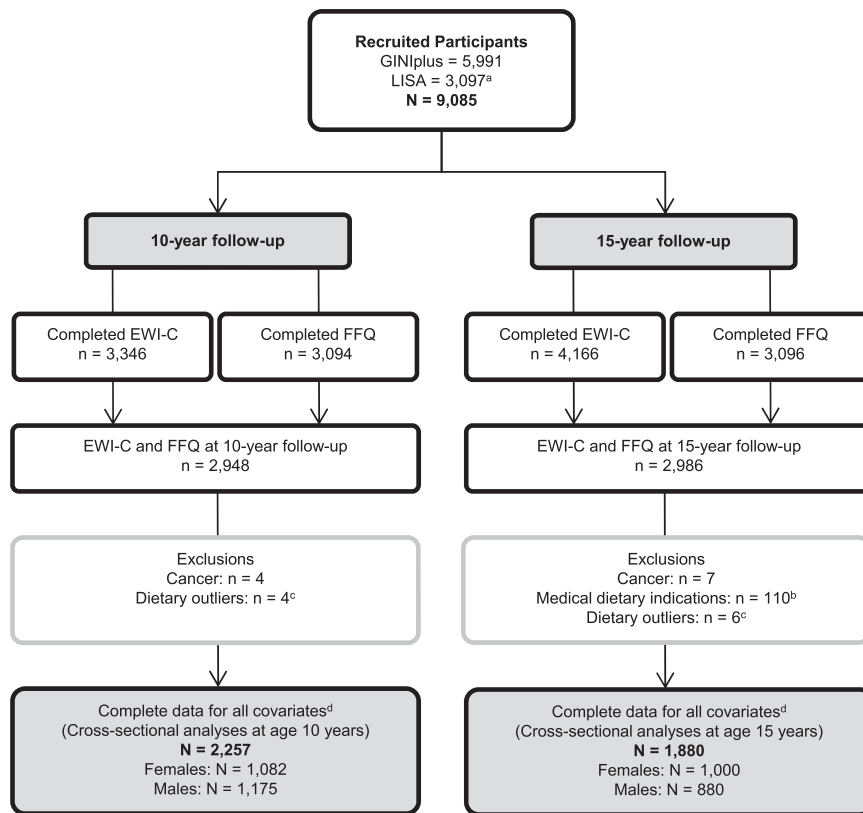 Recruited Participants
GINIplus = 5,991
LISA = 3,097ᵃ
N = 9,085
10-year follow-up
15-year follow-up
Completed EWI-C
n = 3,346
Completed FFQ
n = 3,094
Completed EWI-C
n = 4,166
Completed FFQ
n = 3,096
EWI-C and FFQ at 10-year follow-up
n = 2,948
EWI-C and FFQ at 15-year follow-up
n = 2,986
Exclusions
Cancer: n = 4
Dietary outliers: n = 4ᶜ
Exclusions
Cancer: n = 7
Medical dietary indications: n = 110ᵇ
Dietary outliers: n = 6ᶜ
Complete data for all covariatesᵈ
(Cross-sectional analyses at age 10 years)
N = 2,257
Females: N = 1,082
Males: N = 1,175
Complete data for all covariatesᵈ
(Cross-sectional analyses at age 15 years)
N = 1,880
Females: N = 1,000
Males: N = 880